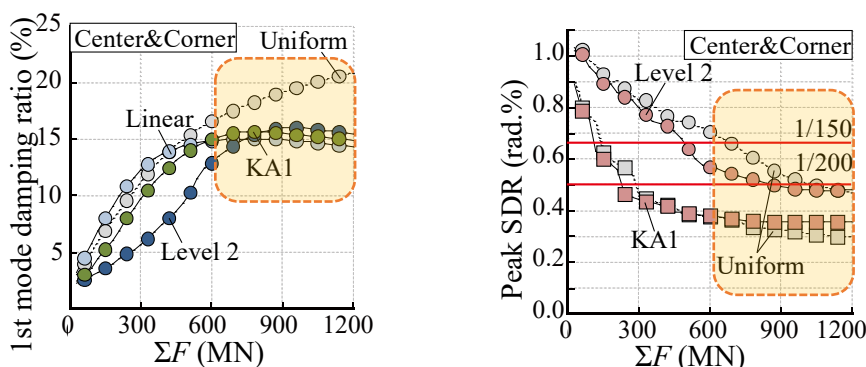 Center&Corner
Uniform
Linear
KA1
Level 2
1st mode damping ratio (%)
25
20
15
10
5
0 300 600 900 1200
ΣF (MN)
Center&Corner
Level 2
1/150
1/200
KA1
Uniform
Peak SDR (rad.%)
1.0
0.8
0.6
0.4
0.2
0.0
0 300 600 900 1200
ΣF (MN)